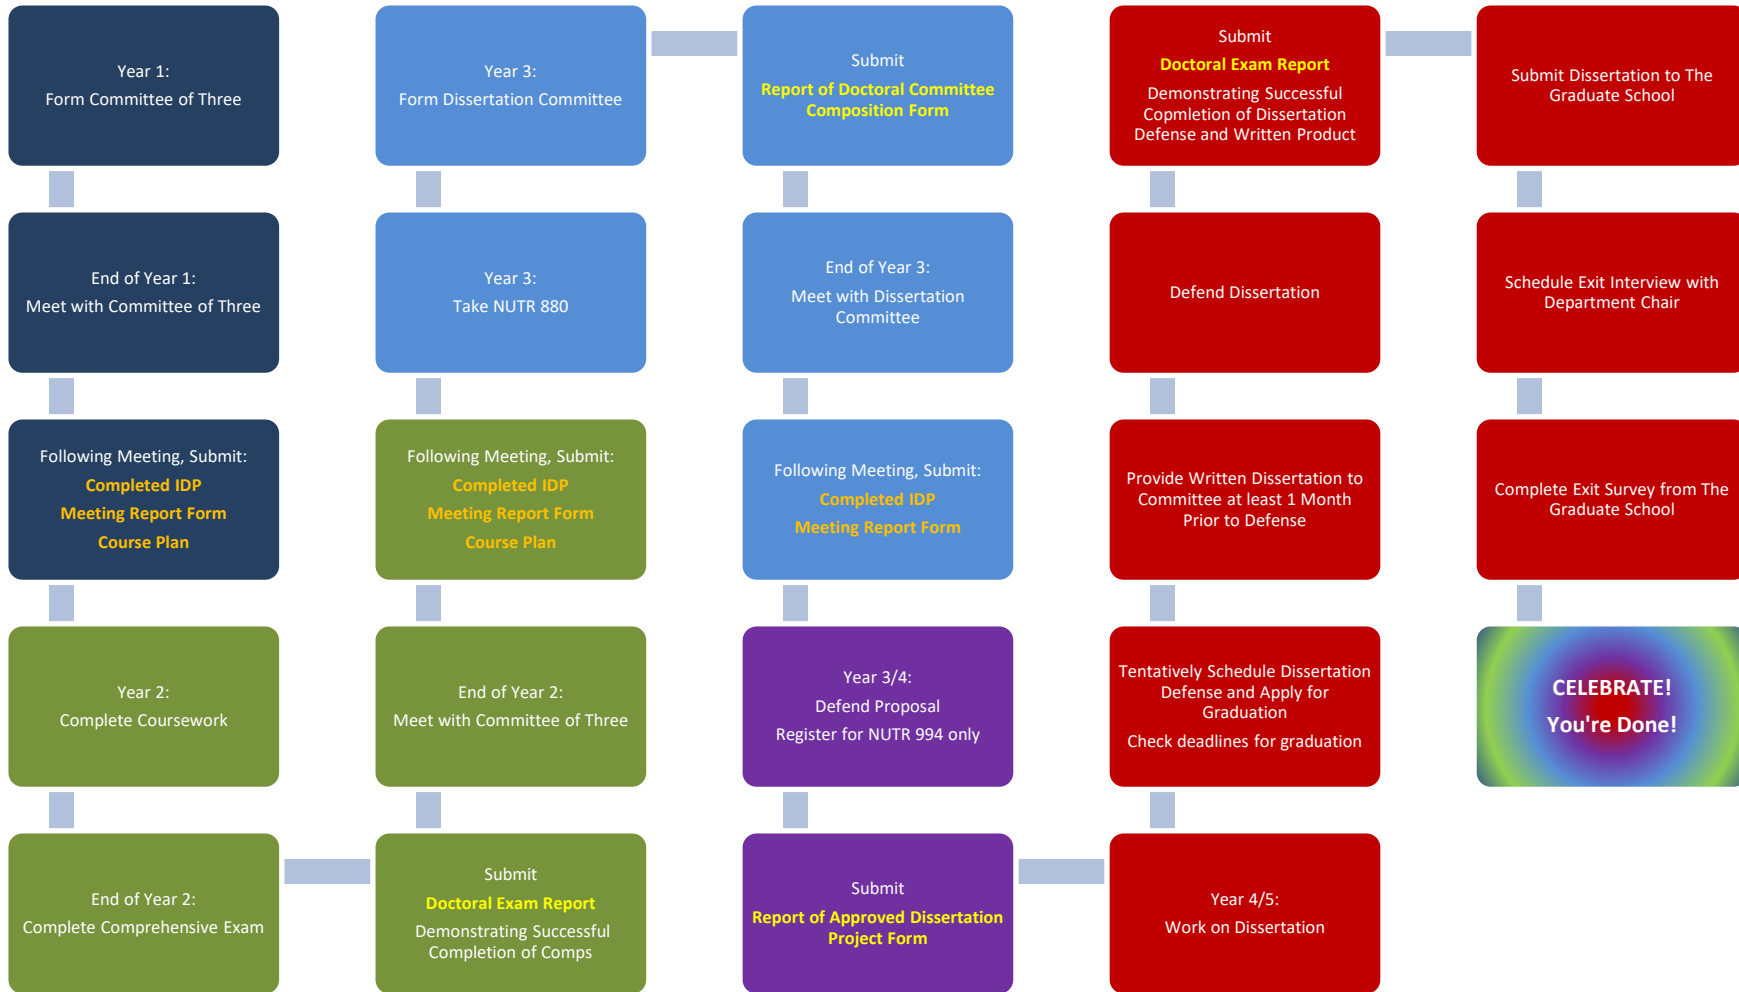 Year 1:
Form Committee of Three
End of Year 1:
Meet with Committee of Three
Following Meeting, Submit:
Completed IDP
Meeting Report Form
Course Plan
Year 2:
Complete Coursework
End of Year 2:
Complete Comprehensive Exam
Submit
Doctoral Exam Report
Demonstrating Successful
Completion of Comps
End of Year 2:
Meet with Committee of Three
Following Meeting, Submit:
Completed IDP
Meeting Report Form
Course Plan
Year 3:
Take NUTR 880
Year 3:
Form Dissertation Committee
Submit
Report of Doctoral Committee
Composition Form
End of Year 3:
Meet with Dissertation
Committee
Following Meeting, Submit:
Completed IDP
Meeting Report Form
Year 3/4:
Defend Proposal
Register for NUTR 994 only
Submit
Report of Approved Dissertation
Project Form
Year 4/5:
Work on Dissertation
Tentatively Schedule Dissertation
Defense and Apply for
Graduation
Check deadlines for graduation
Provide Written Dissertation to
Committee at least 1 Month
Prior to Defense
Defend Dissertation
Submit
Doctoral Exam Report
Demonstrating Successful
Copmletion of Dissertation
Defense and Written Product
Submit Dissertation to The
Graduate School
Schedule Exit Interview with
Department Chair
Complete Exit Survey from The
Graduate School
CELEBRATE!
You're Done!